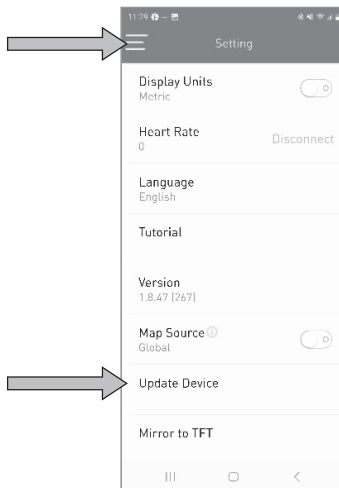 11:29
Setting
Display Units
Metric
Heart Rate
0
Disconnect
Language
English
Tutorial
Version
1.8.47 (267)
Map Source
Global
Update Device
Mirror to TFT